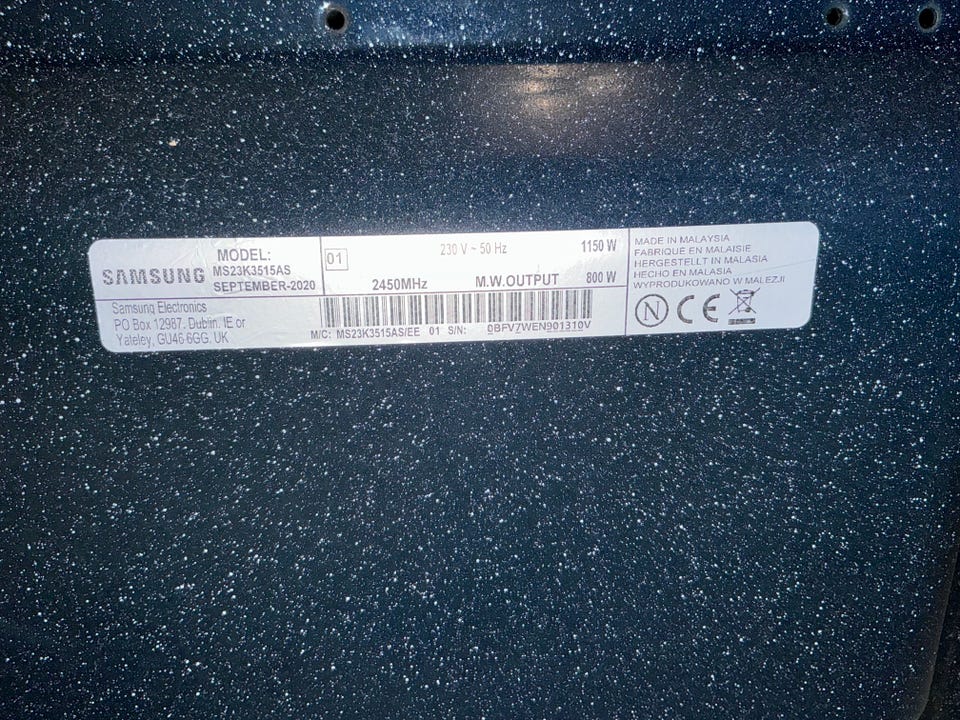 SAMSUNG
MODEL:
MS23K3515AS
SEPTEMBER-2020
Samsung Electronics
PO Box 12987, Dublin. IE or
Yateley, GU46 6GG. UK
01
230 V ~ 50 Hz 1150 W
2450MHz M.W.OUTPUT 800 W
M/C: MS23K3515AS/EE 01 S/N: 0BFV7WEN901310V
MADE IN MALAYSIA
FABRIQUE EN MALAISIE
HERGESTELLT IN MALASIA
HECHO EN MALASIA
WYPRODUKOWANO W MALEZJI
N CE